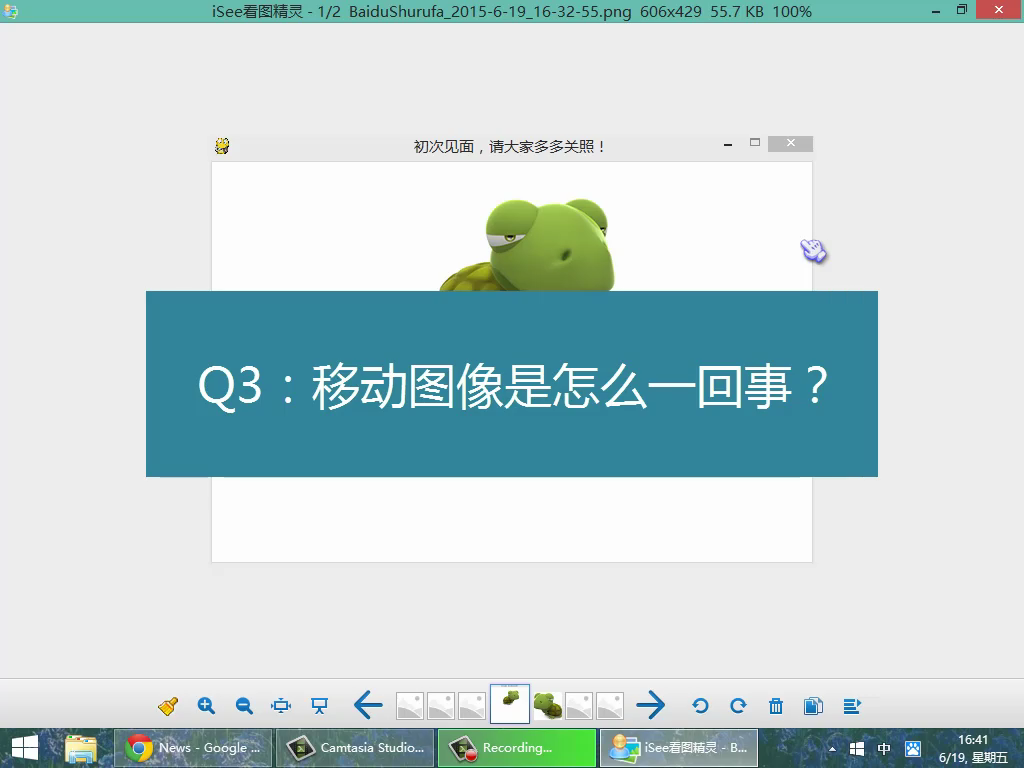 iSee看图精灵 - 1/2 BaiduShurufa_2015-6-19_16-32-55.png 606x429 55.7 KB 100%
初次见面，请大家多多关照！
Q3：移动图像是怎么一回事？
News - Google ...
Camtasia Studio...
Recording...
iSee看图精灵 - B...
中
16:41
6/19, 星期五